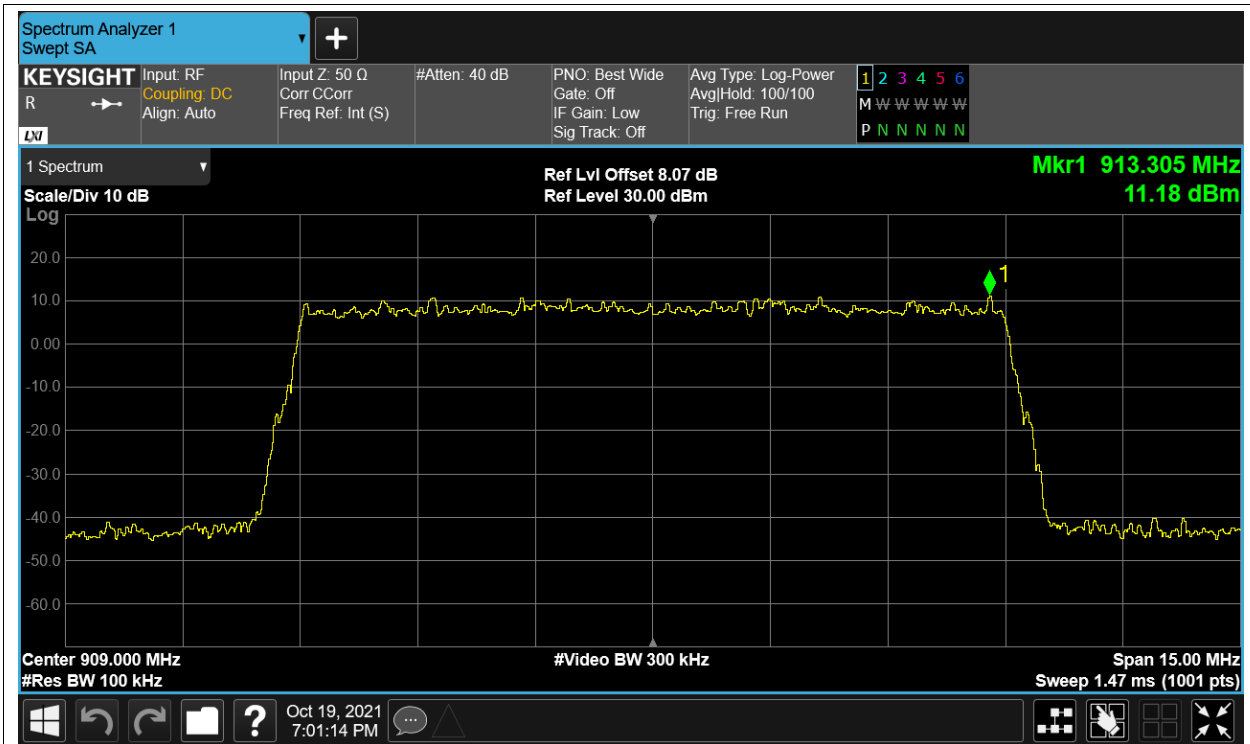 Spectrum Analyzer 1
Swept SA
▼
+
KEYSIGHT
R
LXI
Input: RF
Coupling: DC
Align: Auto
Input Z: 50 Ω
Corr CCorr
Freq Ref: Int (S)
#Atten: 40 dB
PNO: Best Wide
Gate: Off
IF Gain: Low
Sig Track: Off
Avg Type: Log-Power
Avg|Hold: 100/100
Trig: Free Run
1 2 3 4 5 6
M W W W W W
P N N N N N
1 Spectrum ▼
Scale/Div 10 dB
Log
Ref Lvl Offset 8.07 dB
Ref Level 30.00 dBm
Mkr1 913.305 MHz
11.18 dBm
20.0
10.0
0.00
-10.0
-20.0
-30.0
-40.0
-50.0
-60.0
1
Center 909.000 MHz
#Res BW 100 kHz
#Video BW 300 kHz
Span 15.00 MHz
Sweep 1.47 ms (1001 pts)
?
Oct 19, 2021
7:01:14 PM